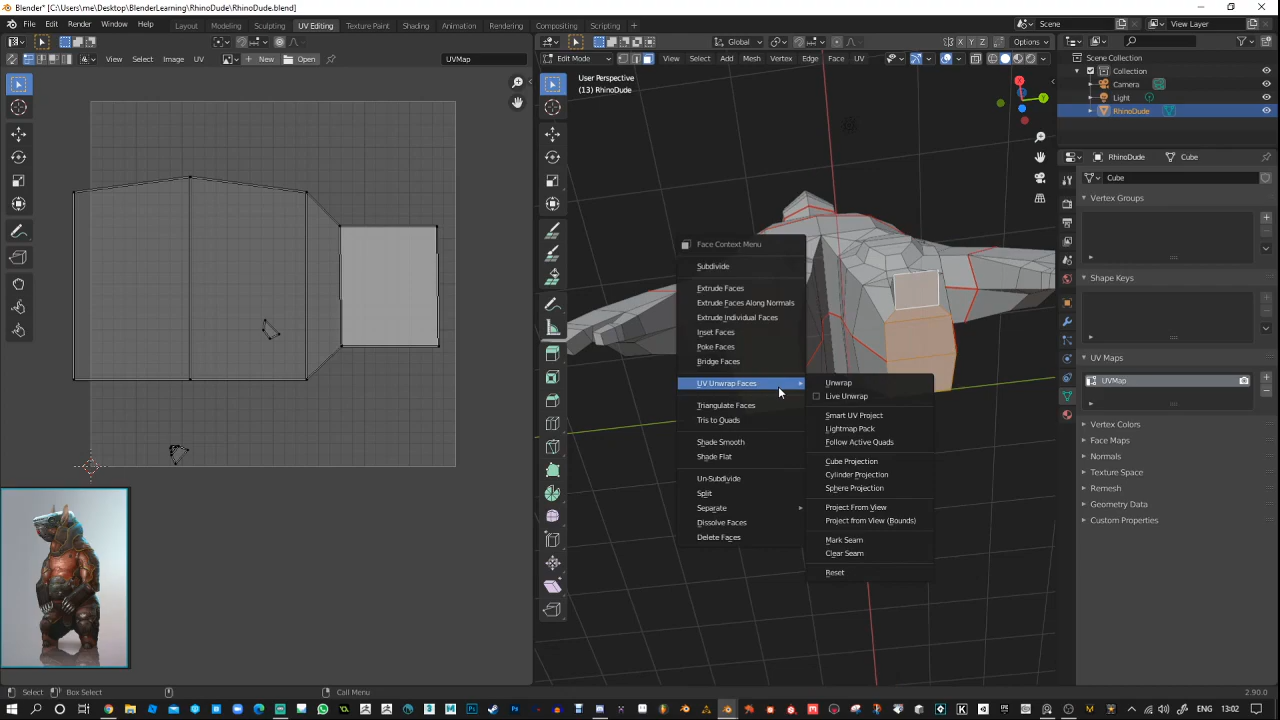 Blender* [C:\Users\me\Desktop\BlenderLearning\RhinoDude\RhinoDude.blend]
File Edit Render Window Help Layout Modeling Sculpting UV Editing Texture Paint Shading Animation Rendering Compositing Scripting Scene View Layer
View Select Image UV New Open UVMap
Global Options
Edit Mode View Select Add Mesh Vertex Edge Face UV
User Perspective
(13) RhinoDude
Scene Collection
Collection
Camera
Light
RhinoDude
RhinoDude Cube
Cube
Vertex Groups
Shape Keys
UV Maps
UVMap
Vertex Colors
Face Maps
Normals
Texture Space
Remesh
Geometry Data
Custom Properties
Face Context Menu
Subdivide
Extrude Faces
Extrude Faces Along Normals
Extrude Individual Faces
Inset Faces
Poke Faces
Bridge Faces
UV Unwrap Faces
Triangulate Faces
Tris to Quads
Shade Smooth
Shade Flat
Un-Subdivide
Split
Separate
Dissolve Faces
Delete Faces
Unwrap
Live Unwrap
Smart UV Project
Lightmap Pack
Follow Active Quads
Cube Projection
Cylinder Projection
Sphere Projection
Project From View
Project from View (Bounds)
Mark Seam
Clear Seam
Reset
Select Box Select Call Menu 2.90.0
13:02